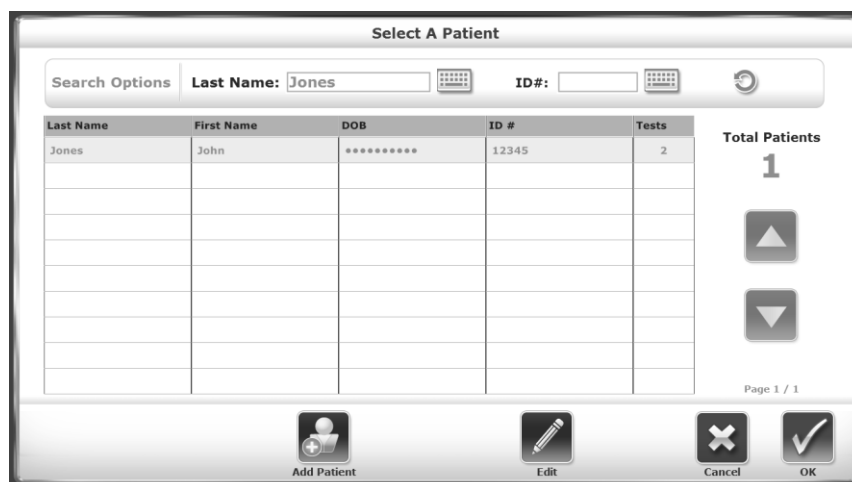 Select A Patient
Search Options Last Name: Jones ID#:
Last Name First Name DOB ID # Tests
Jones John ●●●●●●●●●● 12345 2
Total Patients
1
Page 1 / 1
Add Patient Edit Cancel OK